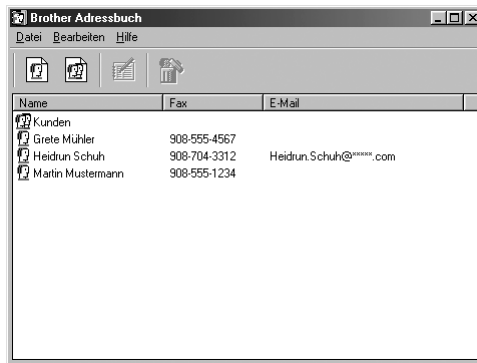 Brother Adressbuch
Datei Bearbeiten Hilfe
Name Fax E-Mail
Kunden
Grete Mühler 908-555-4567
Heidrun Schuh 908-704-3312 Heidrun.Schuh@*****.com
Martin Mustermann 908-555-1234